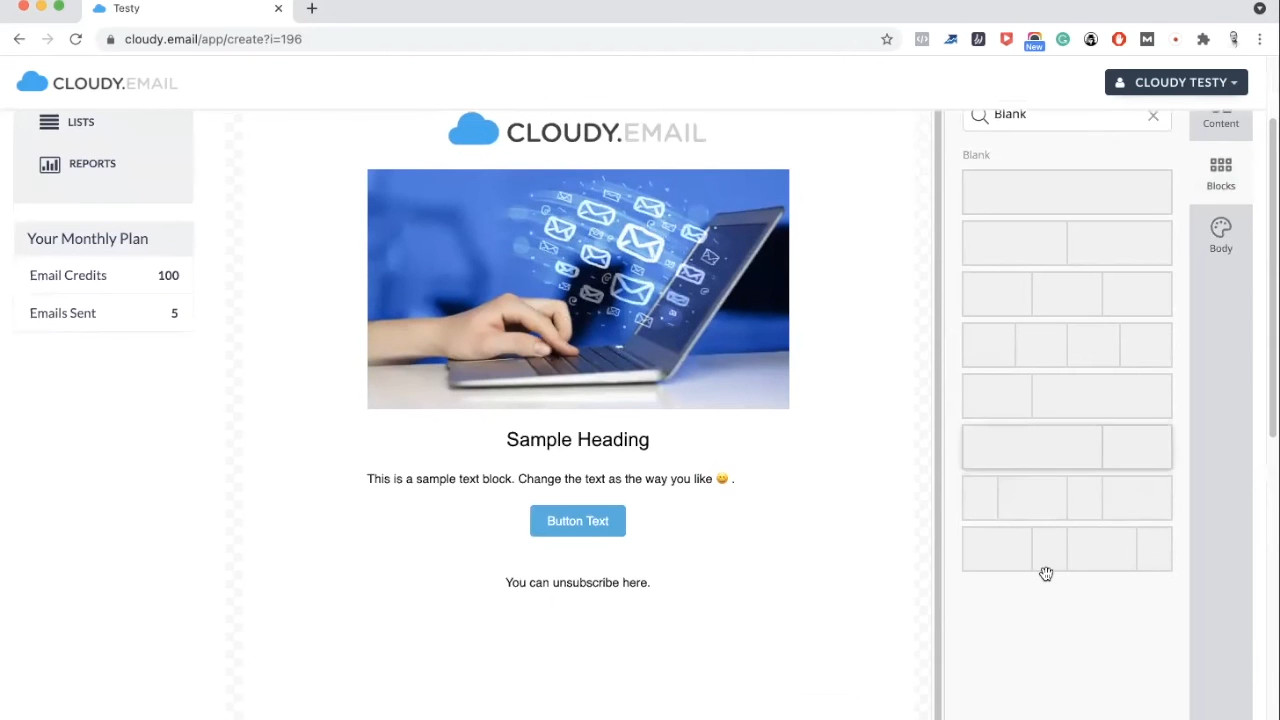 Testy
cloudy.email/app/create?i=196
New
CLOUDY.EMAIL
CLOUDY TESTY
LISTS
REPORTS
Your Monthly Plan
Email Credits 100
Emails Sent 5
CLOUDY.EMAIL
Sample Heading
This is a sample text block. Change the text as the way you like 😀 .
Button Text
You can unsubscribe here.
Blank
Blank
Content
Blocks
Body